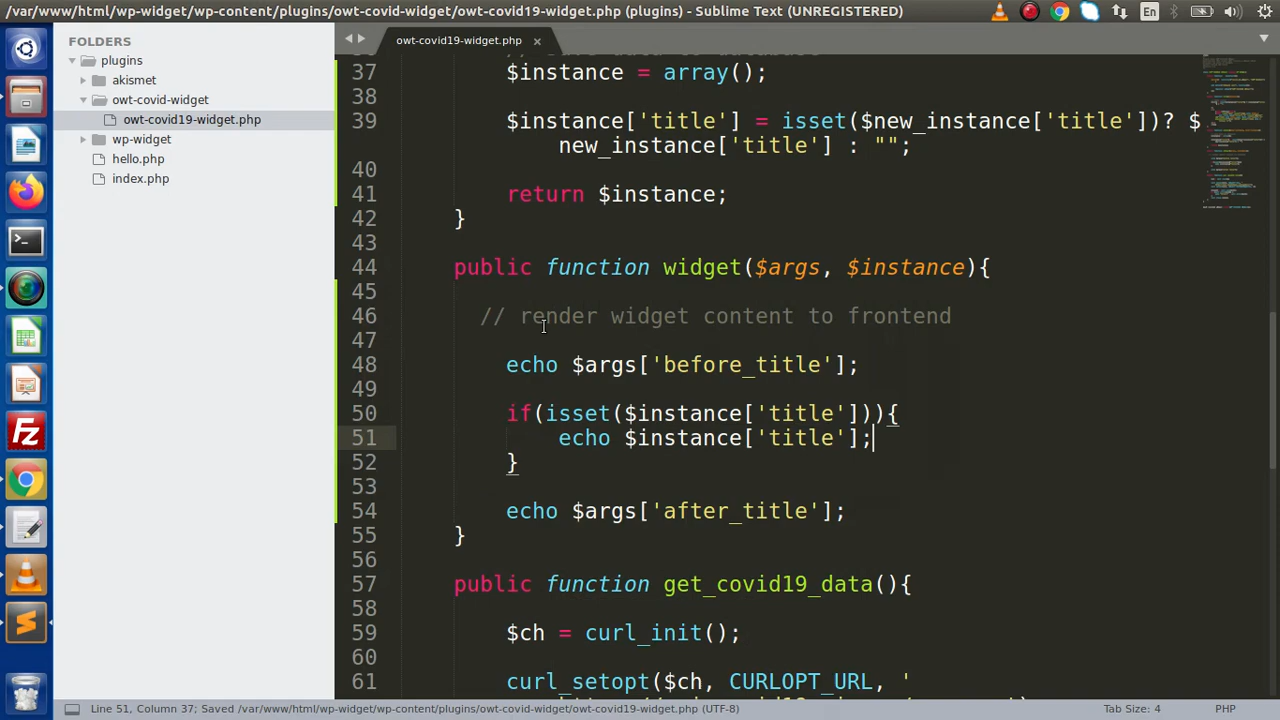 /var/www/html/wp-widget/wp-content/plugins/owt-covid-widget/owt-covid19-widget.php (plugins) - Sublime Text (UNREGISTERED)
En
FOLDERS
plugins
akismet
owt-covid-widget
owt-covid19-widget.php
wp-widget
hello.php
index.php
owt-covid19-widget.php ×
37 $instance = array();
38
39 $instance['title'] = isset($new_instance['title'])? $
new_instance['title'] : "";
40
41 return $instance;
42 }
43
44 public function widget($args, $instance){
45
46 // render widget content to frontend
47
48 echo $args['before_title'];
49
50 if(isset($instance['title'])){
51 echo $instance['title'];
52 }
53
54 echo $args['after_title'];
55 }
56
57 public function get_covid19_data(){
58
59 $ch = curl_init();
60
61 curl_setopt($ch, CURLOPT_URL, '
Line 51, Column 37; Saved /var/www/html/wp-widget/wp-content/plugins/owt-covid-widget/owt-covid19-widget.php (UTF-8)
Tab Size: 4
PHP